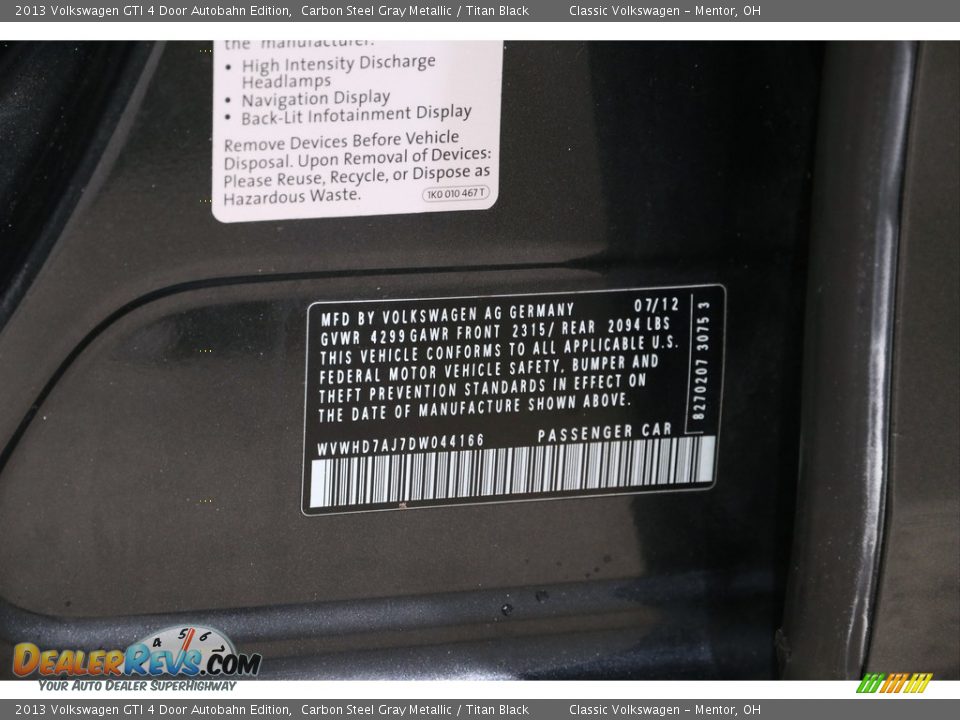 2013 Volkswagen GTI 4 Door Autobahn Edition, Carbon Steel Gray Metallic / Titan Black Classic Volkswagen - Mentor, OH
the manufacturer.
• High Intensity Discharge
Headlamps
• Navigation Display
• Back-Lit Infotainment Display
Remove Devices Before Vehicle
Disposal. Upon Removal of Devices:
Please Reuse, Recycle, or Dispose as
Hazardous Waste.
1K0 010 467 T
MFD BY VOLKSWAGEN AG GERMANY 07/12
GVWR 4299 GAWR FRONT 2315/ REAR 2094 LBS
THIS VEHICLE CONFORMS TO ALL APPLICABLE U.S.
FEDERAL MOTOR VEHICLE SAFETY, BUMPER AND
THEFT PREVENTION STANDARDS IN EFFECT ON
THE DATE OF MANUFACTURE SHOWN ABOVE.
8270207 30753
WVWHD7AJ7DW044166 PASSENGER CAR
4 5 6
DEALERREVS.COM
YOUR AUTO DEALER SUPERHIGHWAY
2013 Volkswagen GTI 4 Door Autobahn Edition, Carbon Steel Gray Metallic / Titan Black Classic Volkswagen - Mentor, OH